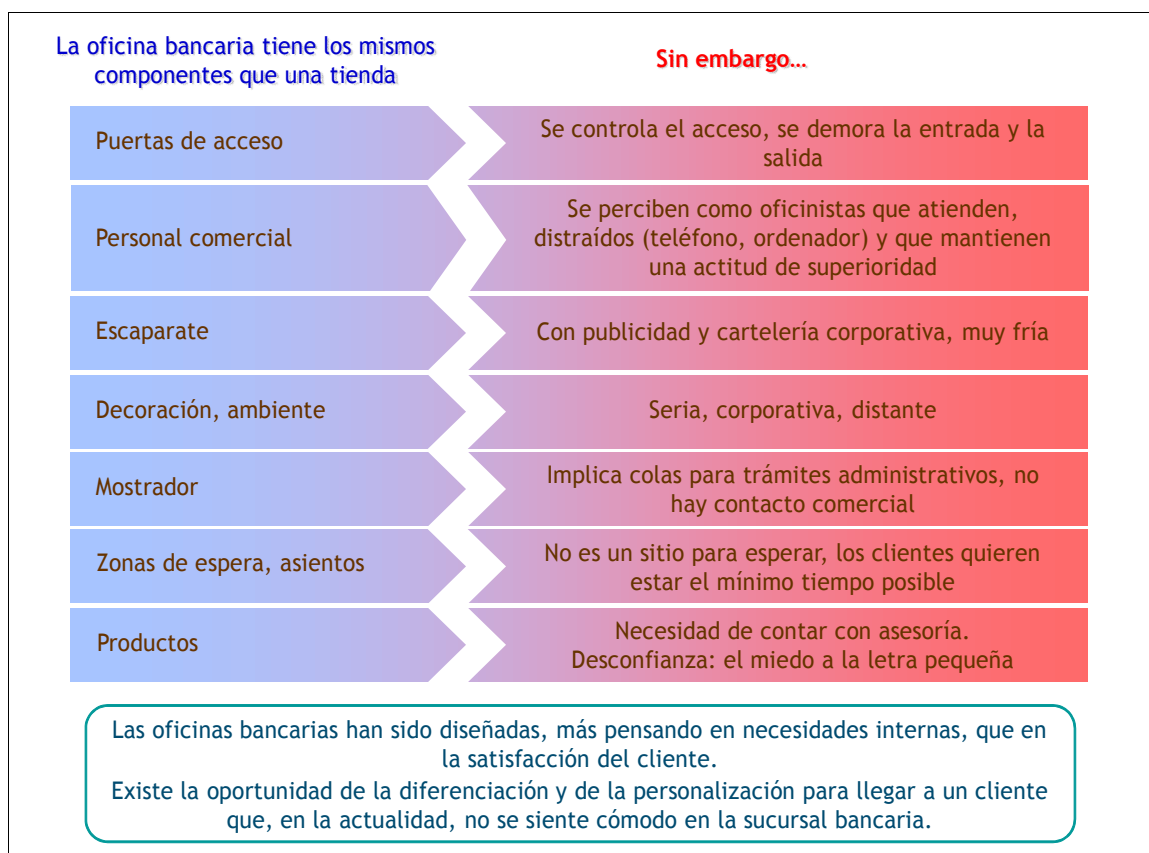 La oficina bancaria tiene los mismos
componentes que una tienda
Sin embargo…
Puertas de acceso
Se controla el acceso, se demora la entrada y la
salida
Personal comercial
Se perciben como oficinistas que atienden,
distraídos (teléfono, ordenador) y que mantienen
una actitud de superioridad
Escaparate
Con publicidad y cartelería corporativa, muy fría
Decoración, ambiente
Seria, corporativa, distante
Mostrador
Implica colas para trámites administrativos, no
hay contacto comercial
Zonas de espera, asientos
No es un sitio para esperar, los clientes quieren
estar el mínimo tiempo posible
Productos
Necesidad de contar con asesoría.
Desconfianza: el miedo a la letra pequeña
Las oficinas bancarias han sido diseñadas, más pensando en necesidades internas, que en
la satisfacción del cliente.
Existe la oportunidad de la diferenciación y de la personalización para llegar a un cliente
que, en la actualidad, no se siente cómodo en la sucursal bancaria.